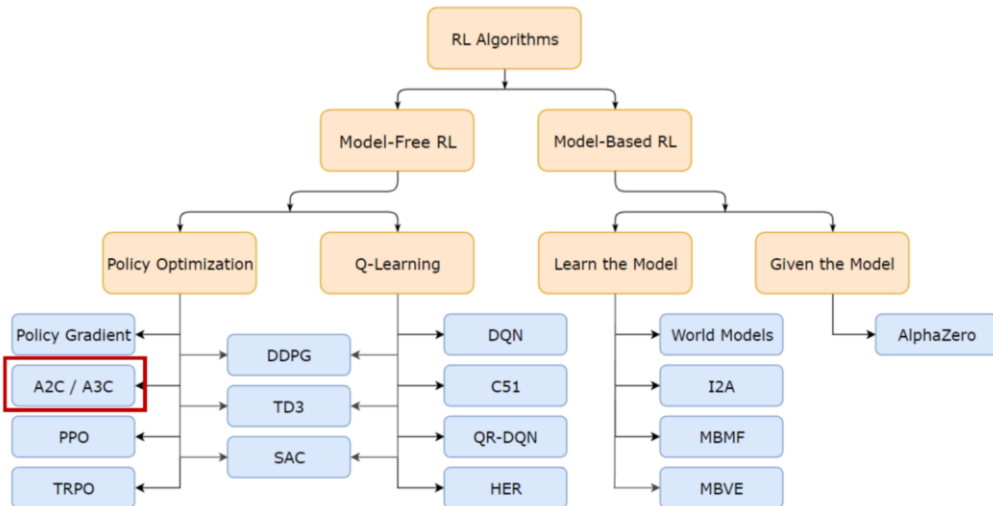 RL Algorithms
Model-Free RL
Model-Based RL
Policy Optimization
Q-Learning
Learn the Model
Given the Model
Policy Gradient
DDPG
DQN
World Models
AlphaZero
A2C / A3C
TD3
C51
I2A
PPO
SAC
QR-DQN
MBMF
TRPO
HER
MBVE